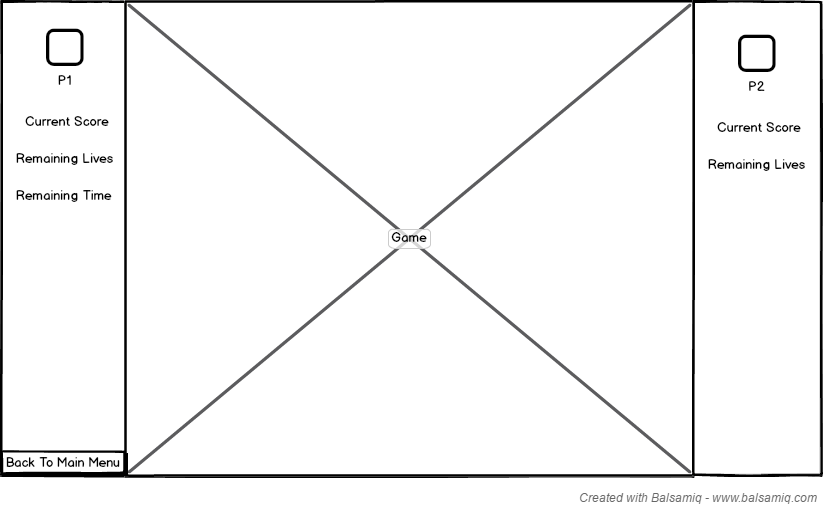 P1
Current Score
Remaining Lives
Remaining Time
Back To Main Menu
Game
P2
Current Score
Remaining Lives
Created with Balsamiq - www.balsamiq.com